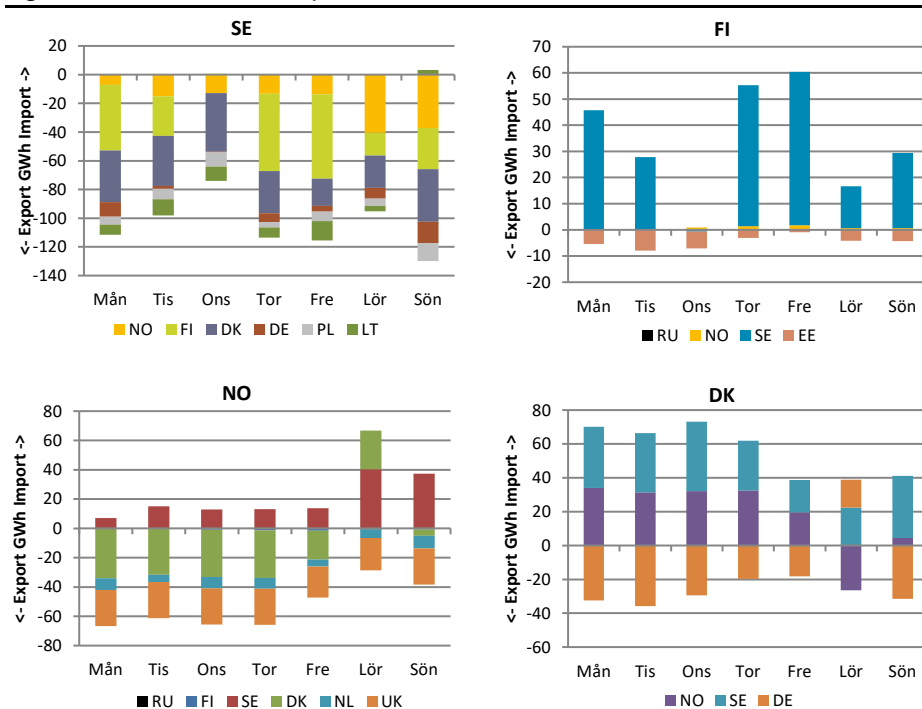 SE
20
0
-20
-40
-60
-80
-100
-120
-140
<- Export GWh Import ->
Mån Tis Ons Tor Fre Lör Sön
NO FI DK DE PL LT
FI
70
60
50
40
30
20
10
0
-10
-20
<- Export GWh Import ->
Mån Tis Ons Tor Fre Lör Sön
RU NO SE EE
NO
80
60
40
20
0
-20
-40
-60
-80
<- Export GWh Import ->
Mån Tis Ons Tor Fre Lör Sön
RU FI SE DK NL UK
DK
80
60
40
20
0
-20
-40
-60
<- Export GWh Import ->
Mån Tis Ons Tor Fre Lör Sön
NO SE DE